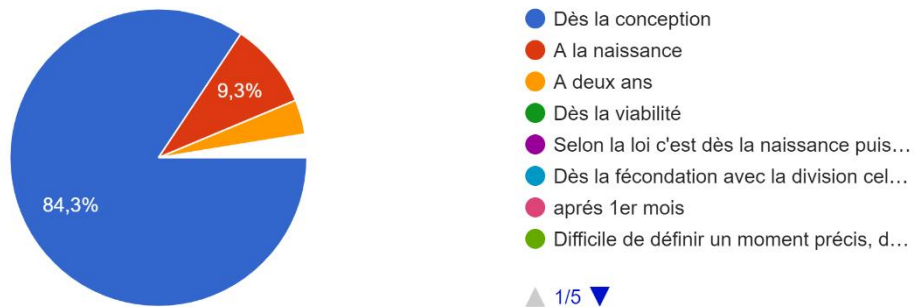 Dès la conception
A la naissance
9,3%
A deux ans
Dès la viabilité
Selon la loi c'est dès la naissance puis…
84,3%
Dès la fécondation avec la division cel…
aprés 1er mois
Difficile de définir un moment précis, d…
1/5